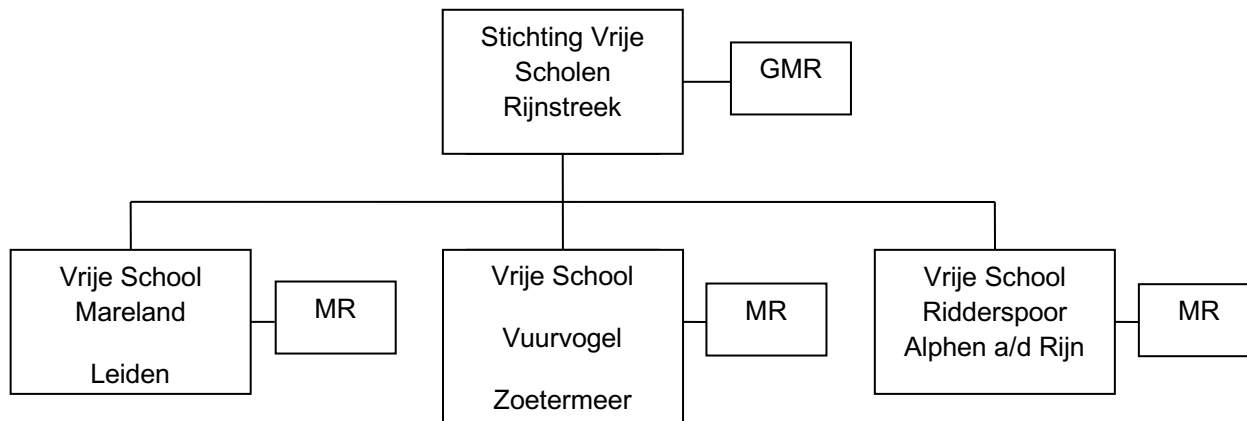 Stichting Vrije
Scholen
Rijnstreek
GMR
Vrije School
Mareland
Leiden
MR
Vrije School
Vuurvogel
Zoetermeer
MR
Vrije School
Ridderspoor
Alphen a/d Rijn
MR